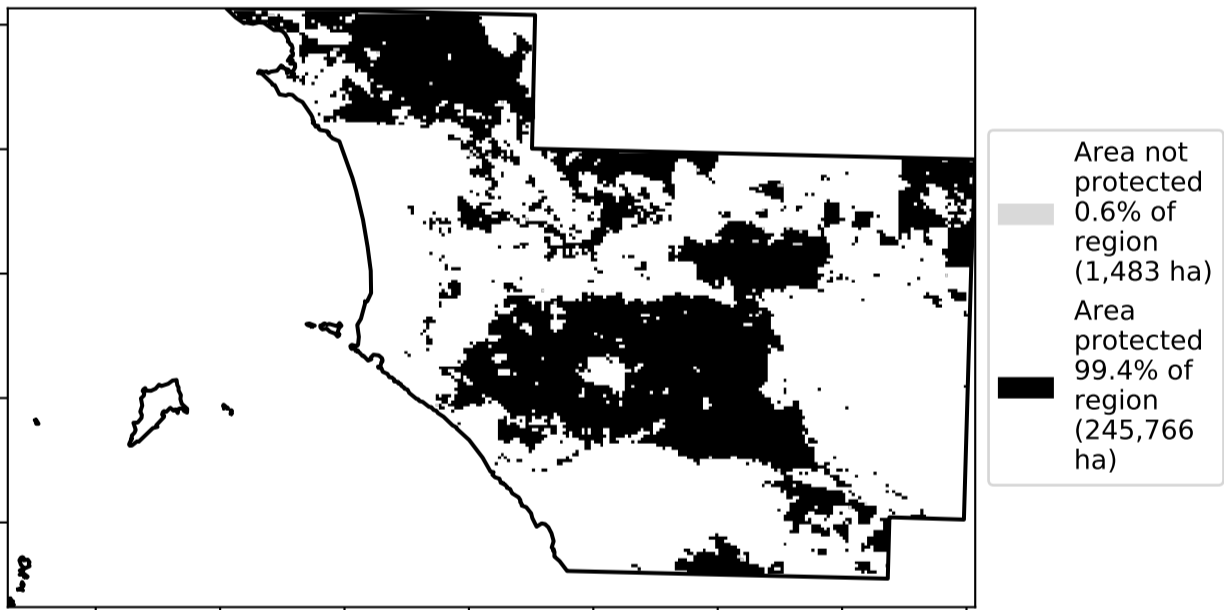 Area not
protected
0.6% of
region
(1,483 ha)
Area
protected
99.4% of
region
(245,766
ha)